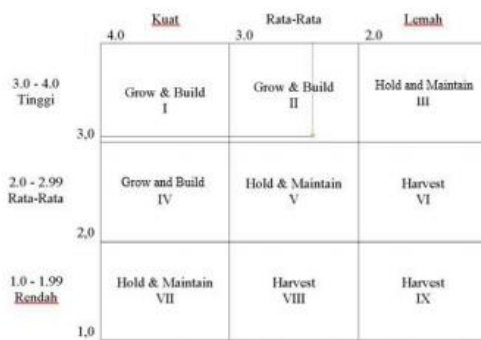 Kuat Rata-Rata Lemah
4.0 3.0 2.0
3.0 - 4.0
Tinggi
Grow & Build
I
Grow & Build
II
Hold and Maintain
III
3,0
2.0 - 2.99
Rata-Rata
Grow and Build
IV
Hold & Maintain
V
Harvest
VI
2,0
1.0 - 1.99
Rendah
Hold & Maintain
VII
Harvest
VIII
Harvest
IX
1,0